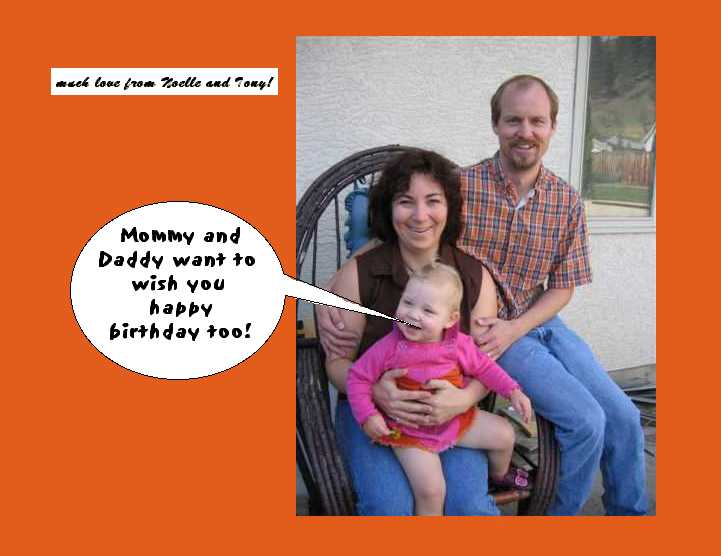 much love from Noelle and Tony!
Mommy and
Daddy want to
wish you
happy
birthday too!